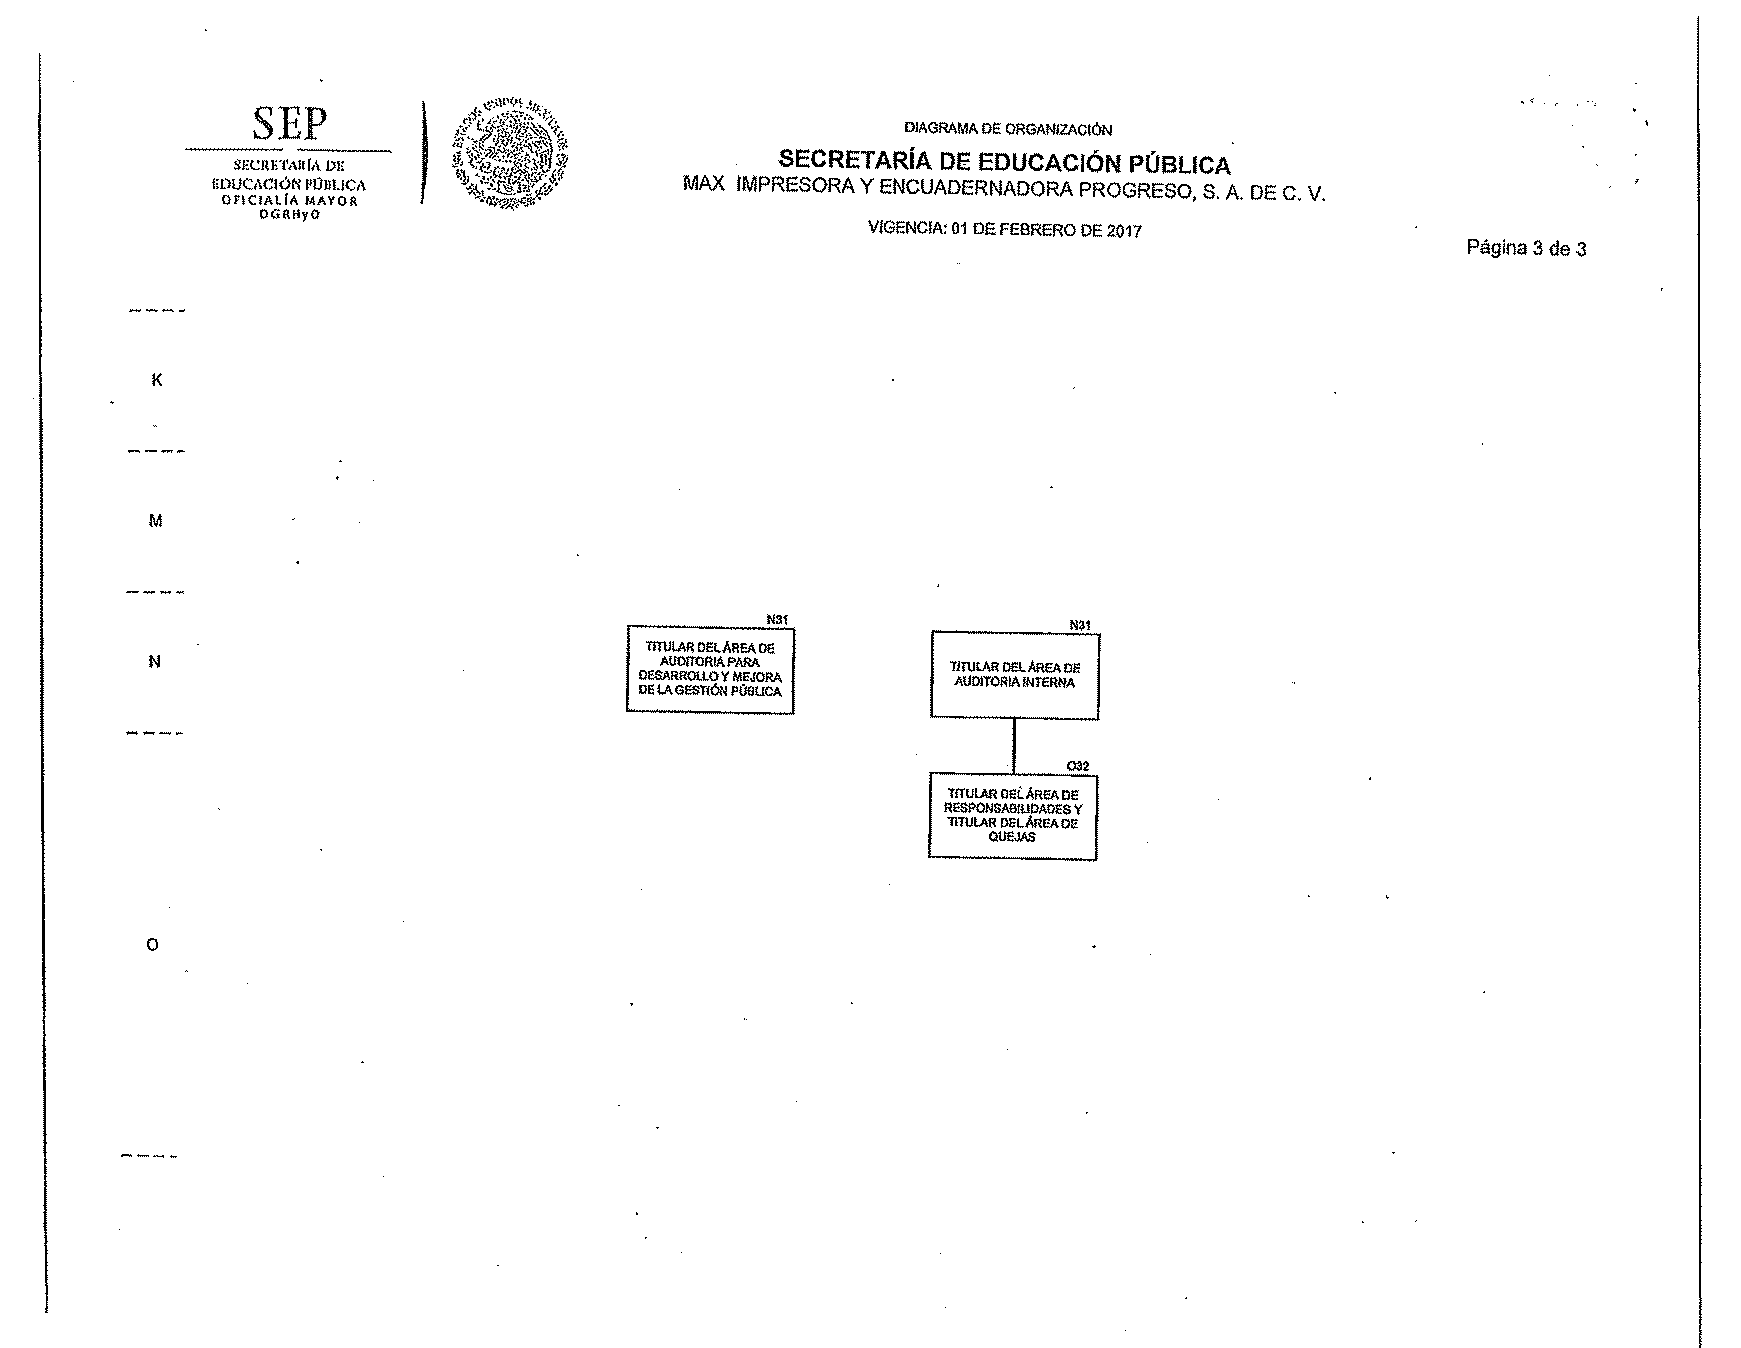 SEP
SECRETARÍA DE
EDUCACIÓN PÚBLICA
OFICIALÍA MAYOR
DGRHyO
DIAGRAMA DE ORGANIZACIÓN
SECRETARÍA DE EDUCACIÓN PÚBLICA
MAX IMPRESORA Y ENCUADERNADORA PROGRESO, S. A. DE C. V.
VIGENCIA: 01 DE FEBRERO DE 2017
Página 3 de 3
K
M
N
N31
TITULAR DEL ÁREA DE
AUDITORIA PARA
DESARROLLO Y MEJORA
DE LA GESTIÓN PÚBLICA
N31
TITULAR DEL ÁREA DE
AUDITORIA INTERNA
O32
TITULAR DEL ÁREA DE
RESPONSABILIDADES Y
TITULAR DEL ÁREA DE
QUEJAS
O